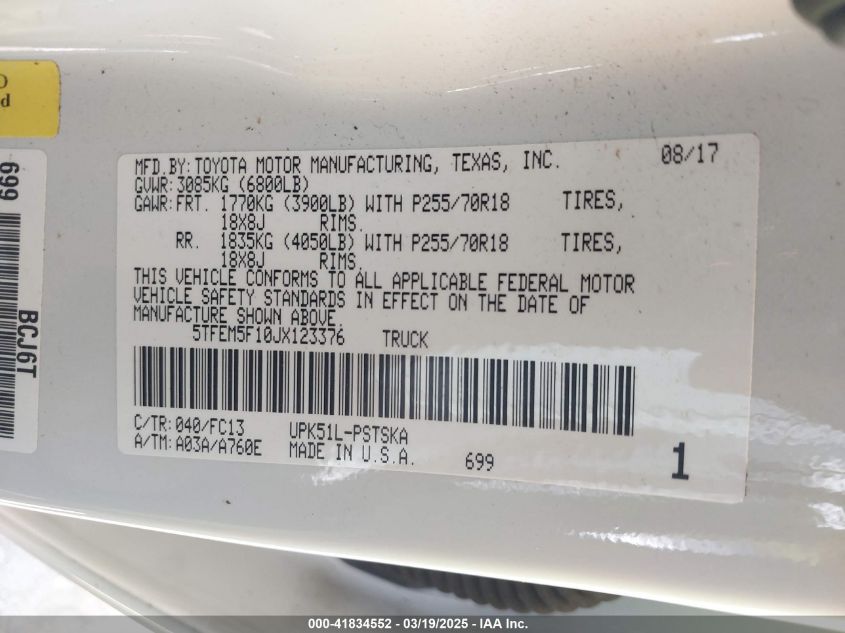 O
d
699
BCJ6T
MFD.BY:TOYOTA MOTOR MANUFACTURING, TEXAS, INC. 08/17
GVWR:3085KG (6800LB)
GAWR:FRT. 1770KG (3900LB) WITH P255/70R18 TIRES,
18X8J RIMS.
RR. 1835KG (4050LB) WITH P255/70R18 TIRES,
18X8J RIMS.
THIS VEHICLE CONFORMS TO ALL APPLICABLE FEDERAL MOTOR
VEHICLE SAFETY STANDARDS IN EFFECT ON THE DATE OF
MANUFACTURE SHOWN ABOVE.
5TFEM5F10JX123376 TRUCK
C/TR:040/FC13 UPK51L-PSTSKA
A/TM:A03A/A760E MADE IN U.S.A. 699 1
000-41834552 / 03/19/2025 - IAA Inc.